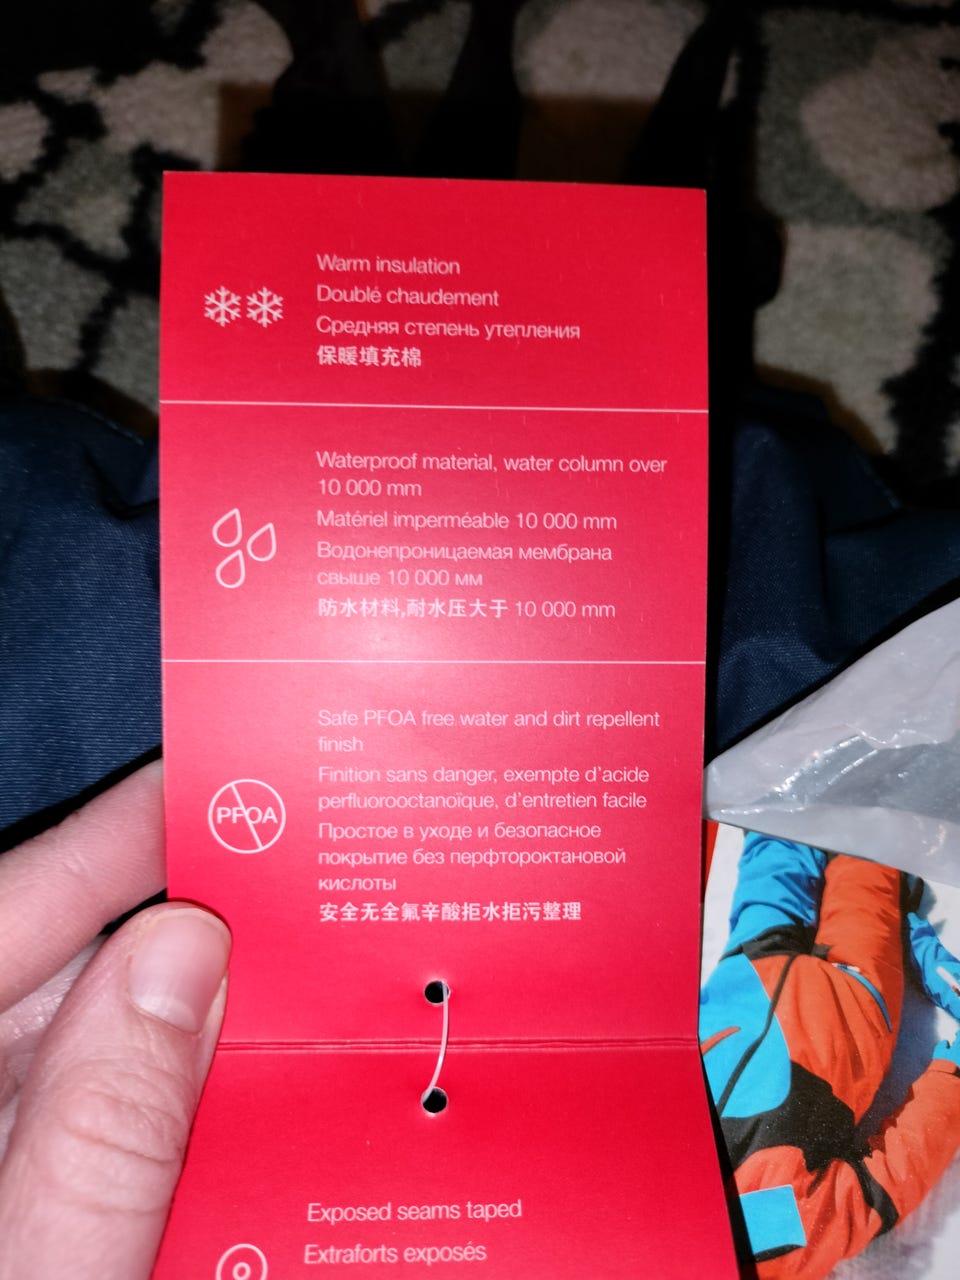 Warm insulation
Doublé chaudement
Средняя степень утепления
保暖填充棉
Waterproof material, water column over
10 000 mm
Matériel imperméable 10 000 mm
Водонепроницаемая мембрана
свыше 10 000 мм
防水材料,耐水压大于 10 000 mm
Safe PFOA free water and dirt repellent
finish
PFOA
Finition sans danger, exempte d'acide
perfluorooctanoïque, d'entretien facile
Простое в уходе и безопасное
покрытие без перфтороктановой
кислоты
安全无全氟辛酸拒水拒污整理
Exposed seams taped
Extraforts exposés